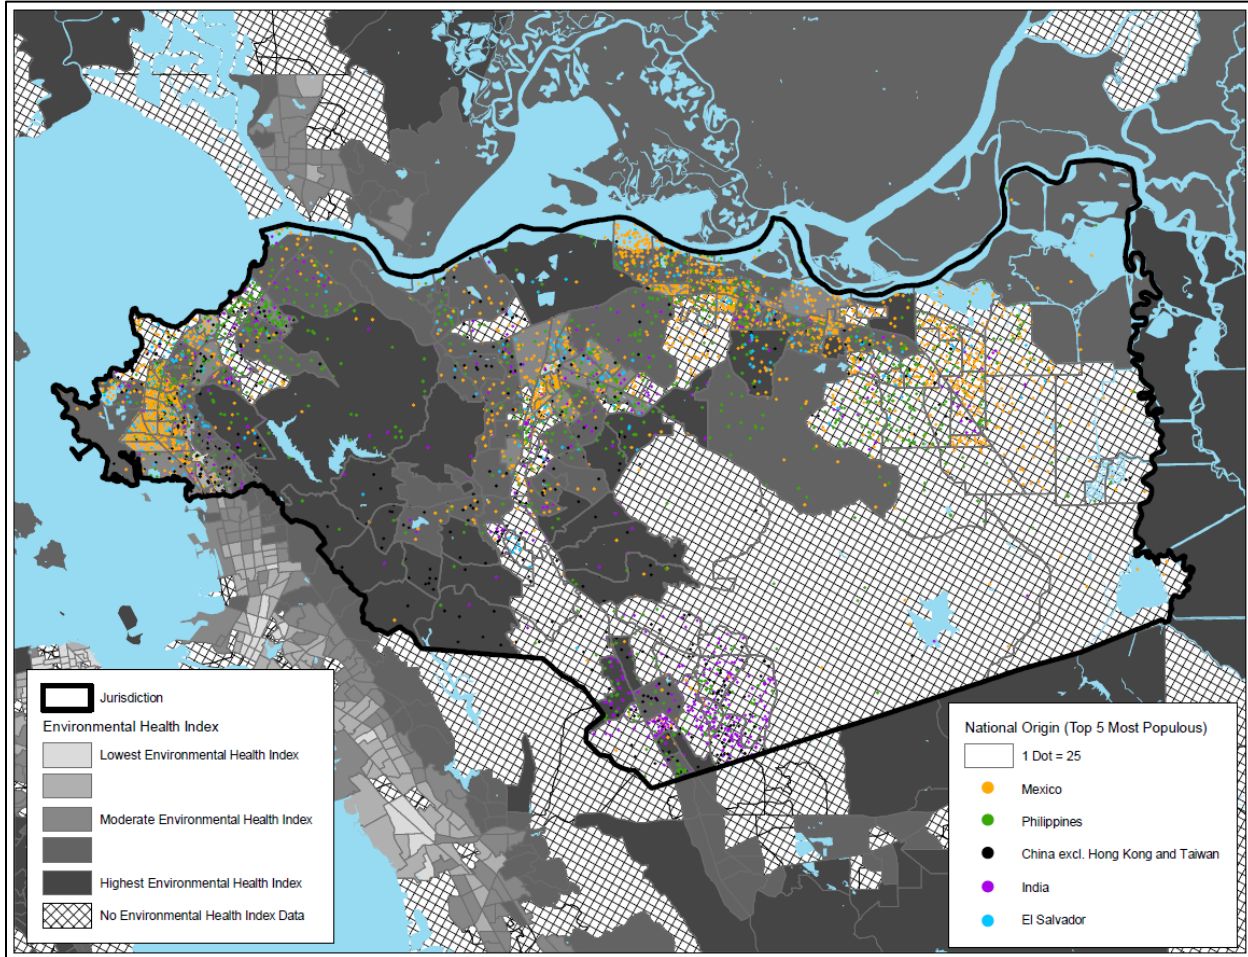 Jurisdiction
Environmental Health Index
Lowest Environmental Health Index
Moderate Environmental Health Index
Highest Environmental Health Index
No Environmental Health Index Data
National Origin (Top 5 Most Populous)
1 Dot = 25
Mexico
Philippines
China excl. Hong Kong and Taiwan
India
El Salvador